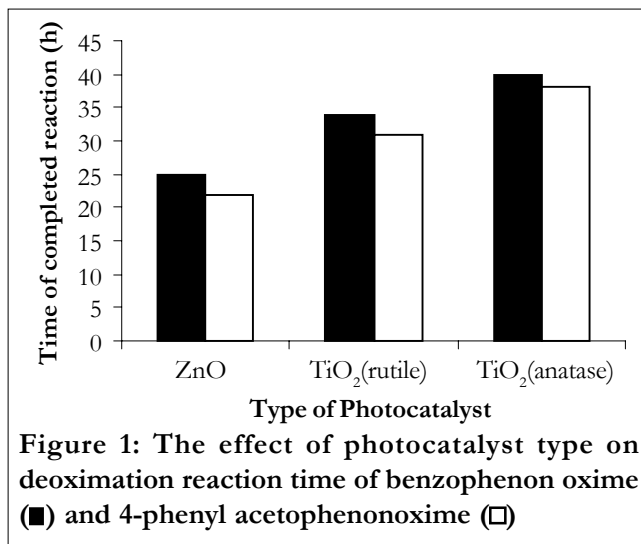 45
40
35
30
25
20
15
10
5
0
Time of completed reaction (h)
ZnO TiO₂(rutile) TiO₂(anatase)
Type of Photocatalyst
Figure 1: The effect of photocatalyst type on
deoximation reaction time of benzophenon oxime
(■) and 4-phenyl acetophenonoxime (□)